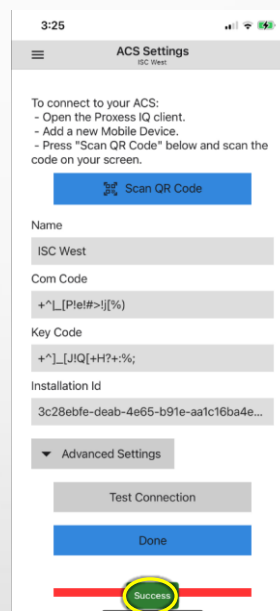 3:25
ACS Settings
ISC West
To connect to your ACS:
- Open the Proxess IQ client.
- Add a new Mobile Device.
- Press "Scan QR Code" below and scan the
code on your screen.
Scan QR Code
Name
ISC West
Com Code
+^|_[P!e!#>!j[%)
Key Code
+^]_[J!Q[+H?+:%;
Installation Id
3c28ebfe-deab-4e65-b91e-aa1c16ba4e...
Advanced Settings
Test Connection
Done
Success